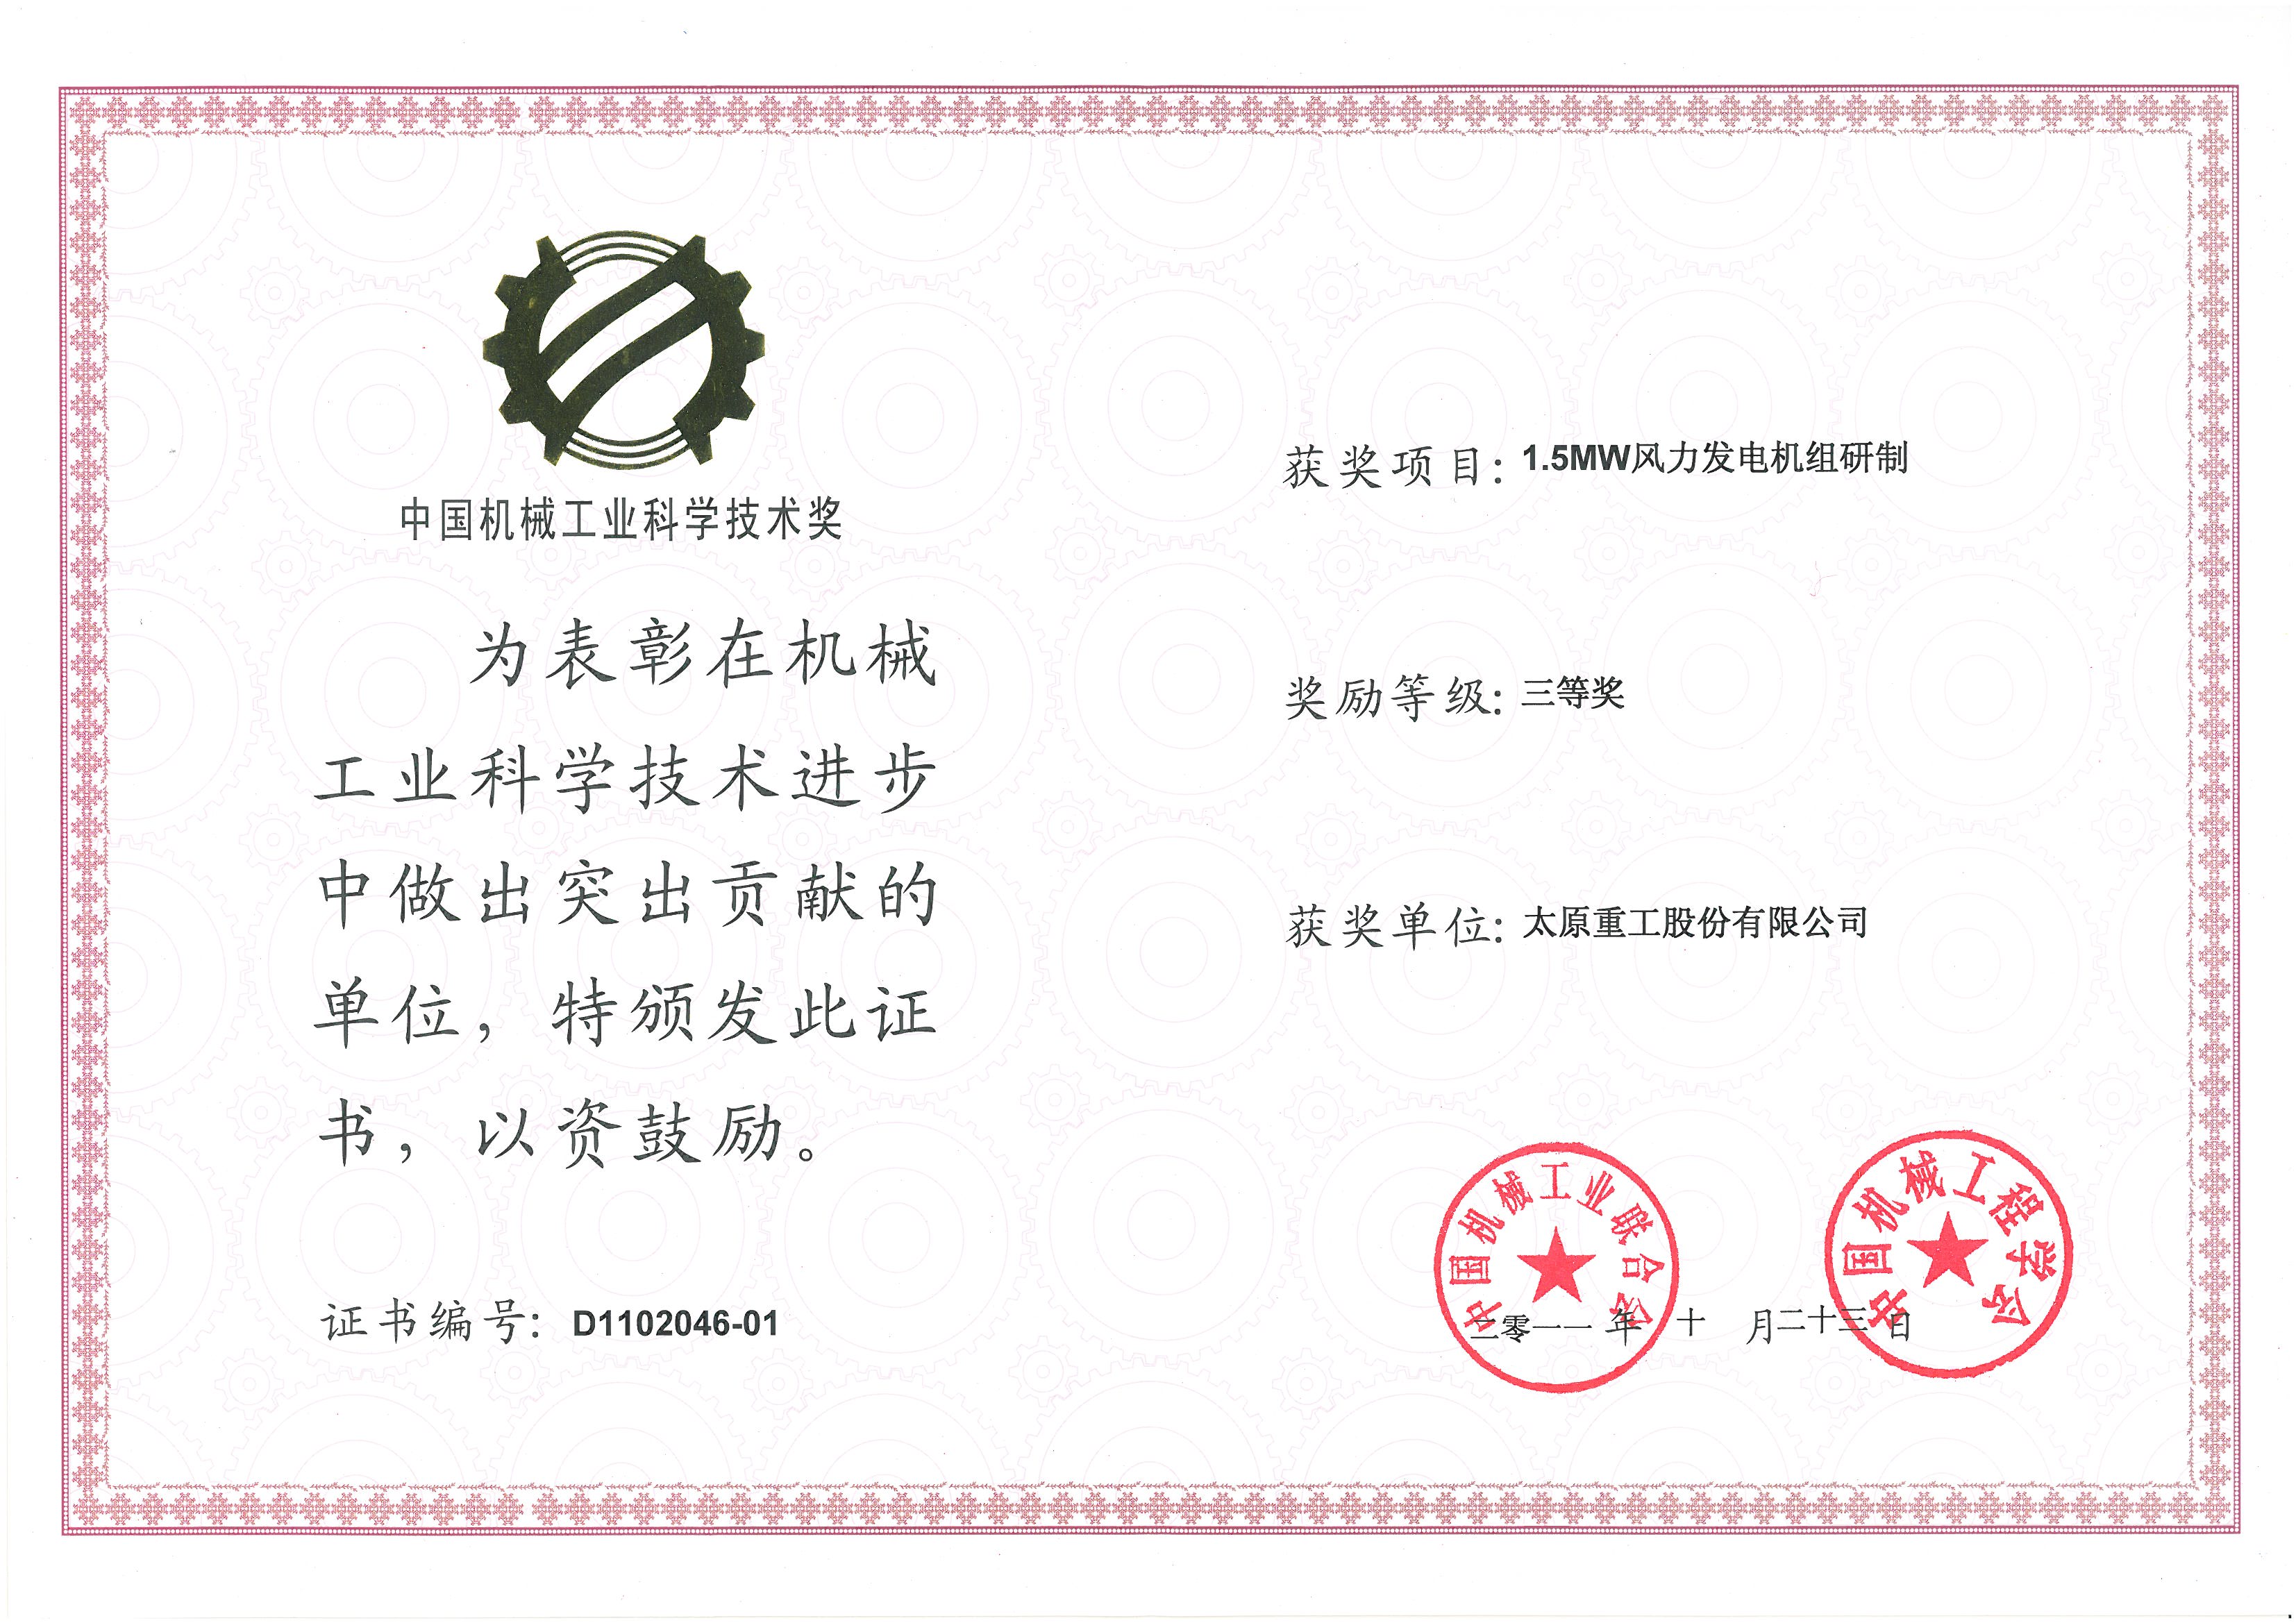 中国机械工业科学技术奖
为表彰在机械
工业科学技术进步
中做出突出贡献的
单位，特颁发此证
书，以资鼓励。
证书编号：D1102046-01
获奖项目：1.5MW风力发电机组研制
奖励等级：三等奖
获奖单位：太原重工股份有限公司
中国机械工业联合会
中国机械工程学会
二零一一年十月二十三日